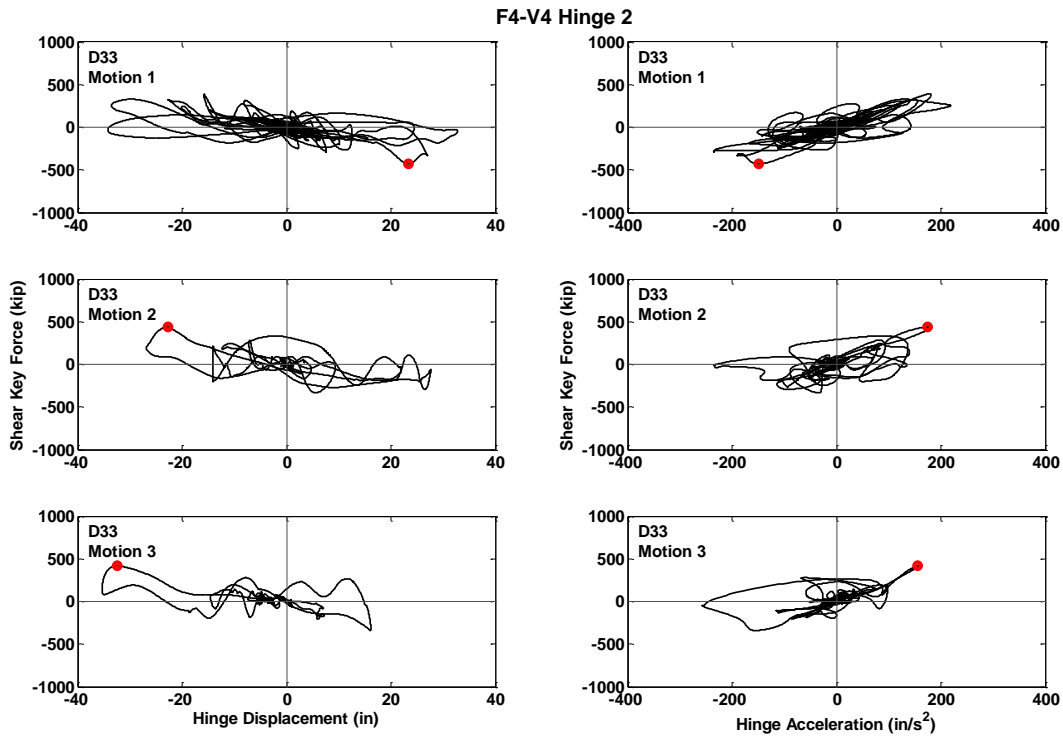 F4-V4 Hinge 2
1000
500
0
-500
-1000
D33
Motion 1
-40 -20 0 20 40
1000
500
0
-500
-1000
D33
Motion 1
-400 -200 0 200 400
Shear Key Force (kip)
1000
500
0
-500
-1000
D33
Motion 2
-40 -20 0 20 40
Shear Key Force (kip)
1000
500
0
-500
-1000
D33
Motion 2
-400 -200 0 200 400
1000
500
0
-500
-1000
D33
Motion 3
-40 -20 0 20 40
Hinge Displacement (in)
1000
500
0
-500
-1000
D33
Motion 3
-400 -200 0 200 400
Hinge Acceleration (in/s²)